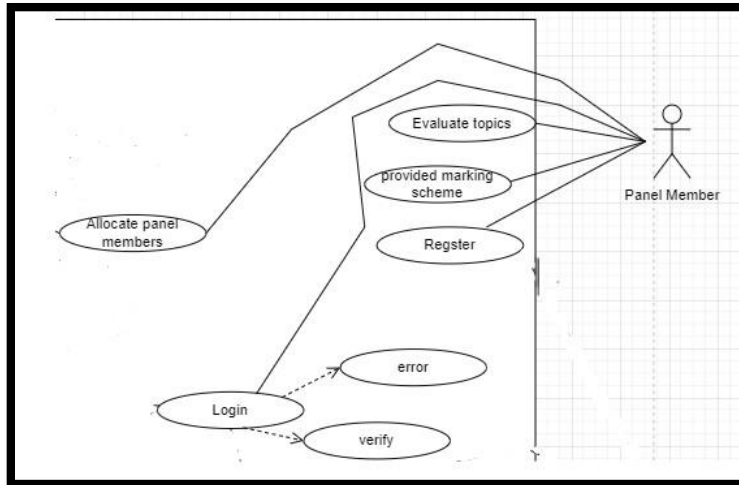 Evaluate topics
provided marking
scheme
Panel Member
Allocate panel
members
Regster
error
Login
verify